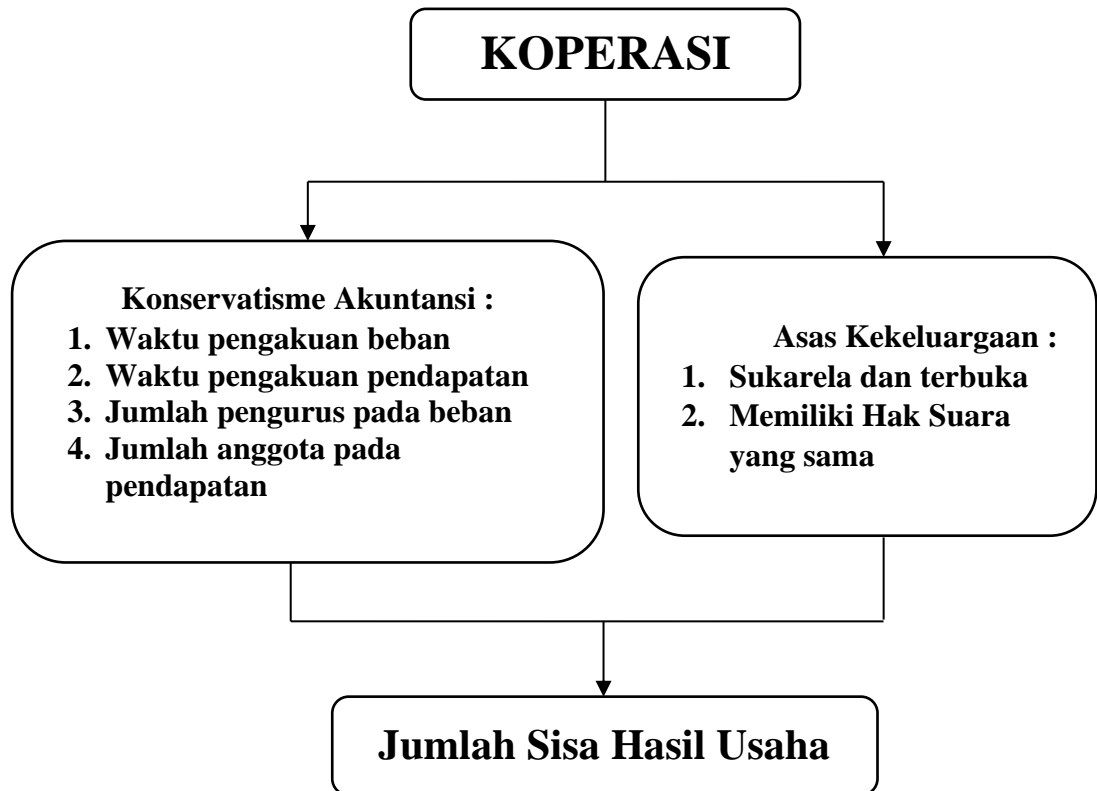 KOPERASI
Konservatisme Akuntansi :
1. Waktu pengakuan beban
2. Waktu pengakuan pendapatan
3. Jumlah pengurus pada beban
4. Jumlah anggota pada
pendapatan
Asas Kekeluargaan :
1. Sukarela dan terbuka
2. Memiliki Hak Suara
yang sama
Jumlah Sisa Hasil Usaha